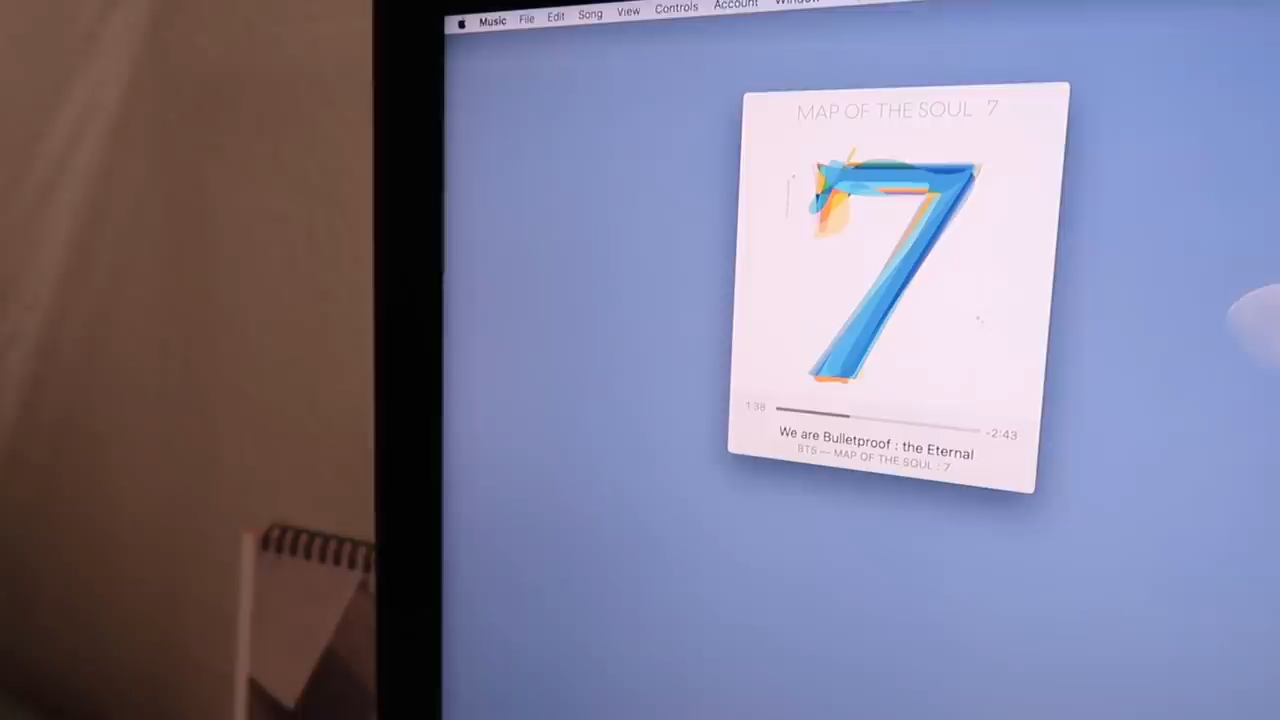 Music File Edit Song View Controls Account Window
MAP OF THE SOUL 7
1:38
-2:43
We are Bulletproof : the Eternal
BTS — MAP OF THE SOUL : 7